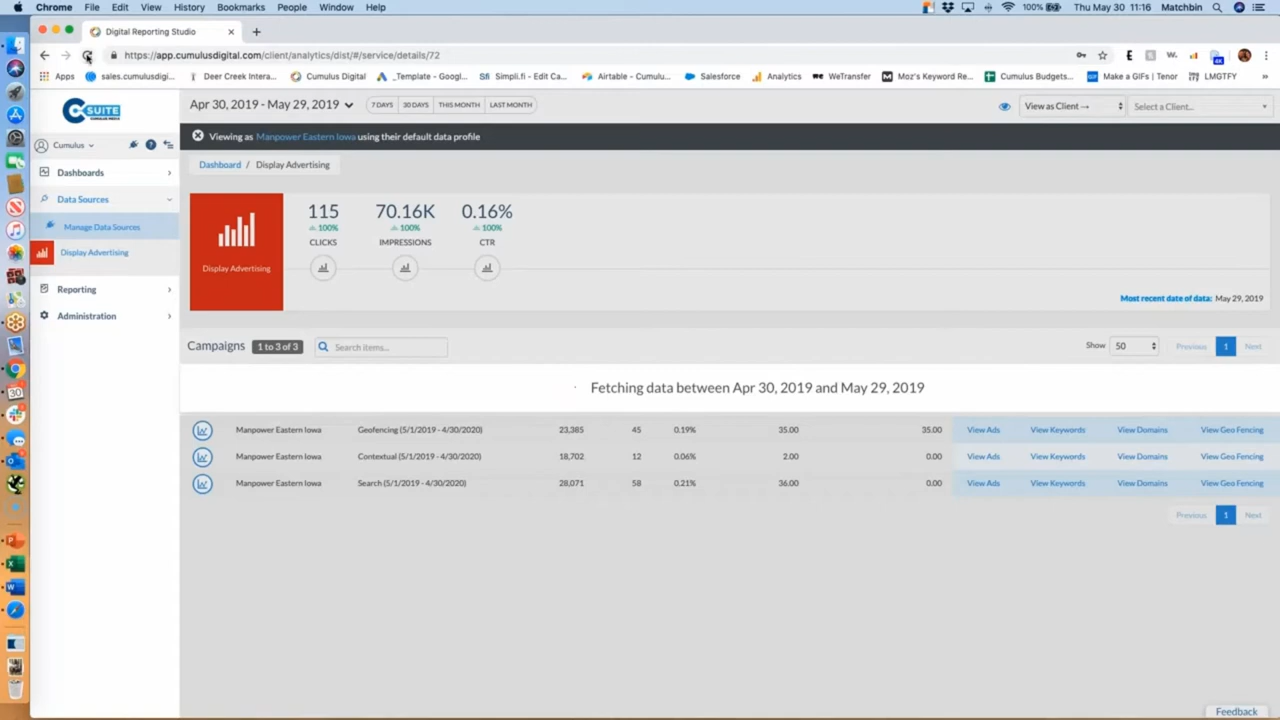 Chrome File Edit View History Bookmarks People Window Help 100% Thu May 30 11:16 Matchbin
Digital Reporting Studio
https://app.cumulusdigital.com/client/analytics/dist/#/service/details/72
Apps sales.cumulusdigi... Deer Creek Intera... Cumulus Digital _Template - Googl... Simpli.fi - Edit Ca... Airtable - Cumulu... Salesforce Analytics WeTransfer Moz's Keyword Re... Cumulus Budgets... Make a GIFs | Tenor LMGTFY
C SUITE
CUMULUS MEDIA
Apr 30, 2019 - May 29, 2019 7 DAYS 30 DAYS THIS MONTH LAST MONTH View as Client → Select a Client...
Viewing as Manpower Eastern Iowa using their default data profile
Cumulus
Dashboard / Display Advertising
Dashboards
Data Sources
Manage Data Sources
Display Advertising
Reporting
Administration
Display Advertising
115 70.16K 0.16%
100% 100% 100%
CLICKS IMPRESSIONS CTR
Most recent date of data: May 29, 2019
Campaigns 1 to 3 of 3 Search items... Show 50 Previous 1 Next
Fetching data between Apr 30, 2019 and May 29, 2019
Manpower Eastern Iowa Geofencing (5/1/2019 - 4/30/2020) 23,385 45 0.19% 35.00 35.00 View Ads View Keywords View Domains View Geo Fencing
Manpower Eastern Iowa Contextual (5/1/2019 - 4/30/2020) 18,702 12 0.06% 2.00 0.00 View Ads View Keywords View Domains View Geo Fencing
Manpower Eastern Iowa Search (5/1/2019 - 4/30/2020) 28,071 58 0.21% 36.00 0.00 View Ads View Keywords View Domains View Geo Fencing
Previous 1 Next
Feedback